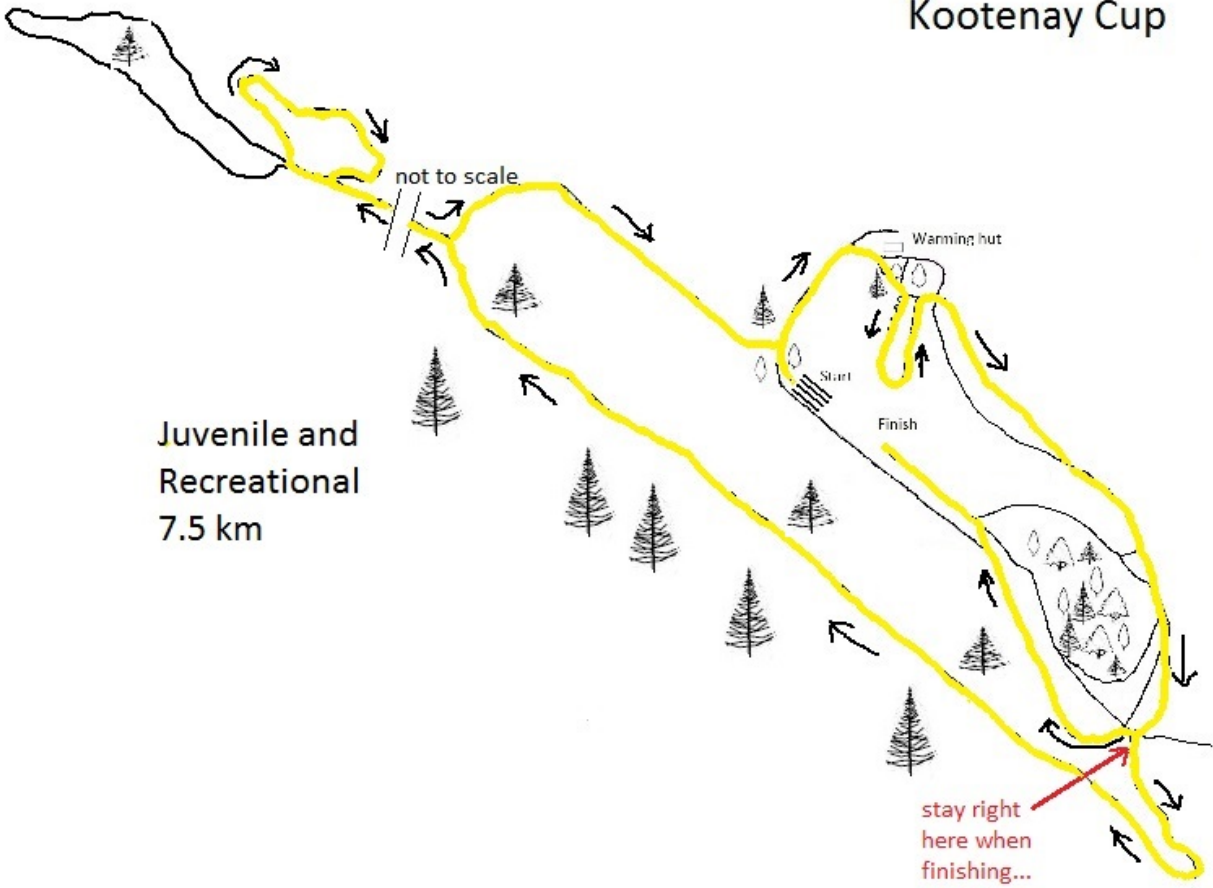 Kootenay Cup
not to scale
Warming hut
Start
Finish
Juvenile and
Recreational
7.5 km
stay right
here when
finishing...